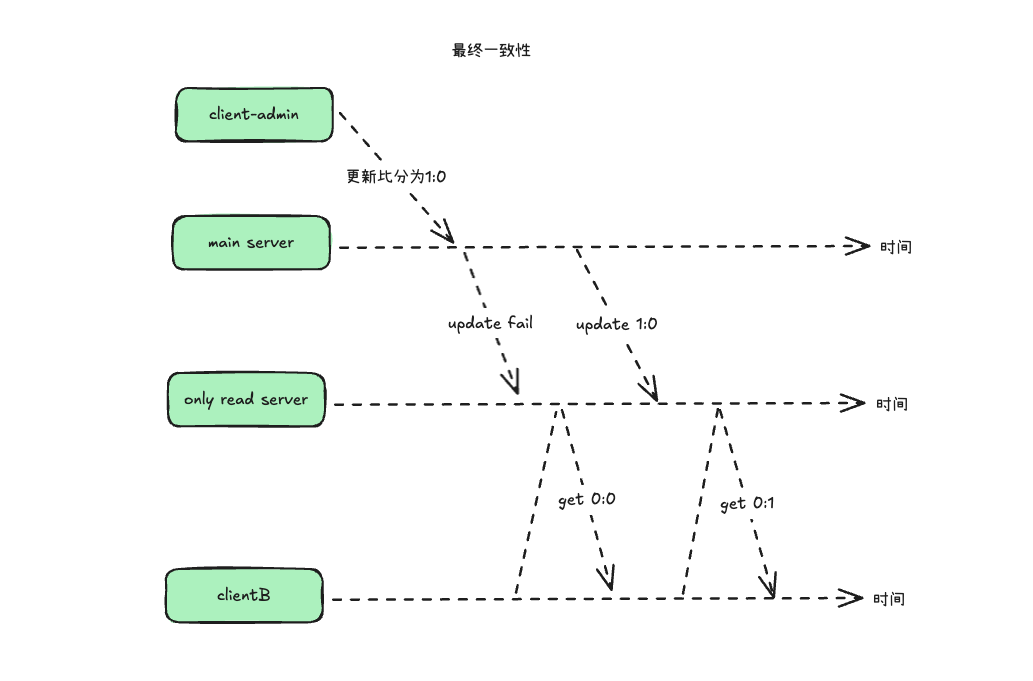 最终一致性
client-admin
更新比分为1:0
main server
时间
update fail
update 1:0
only read server
时间
get 0:0
get 0:1
clientB
时间